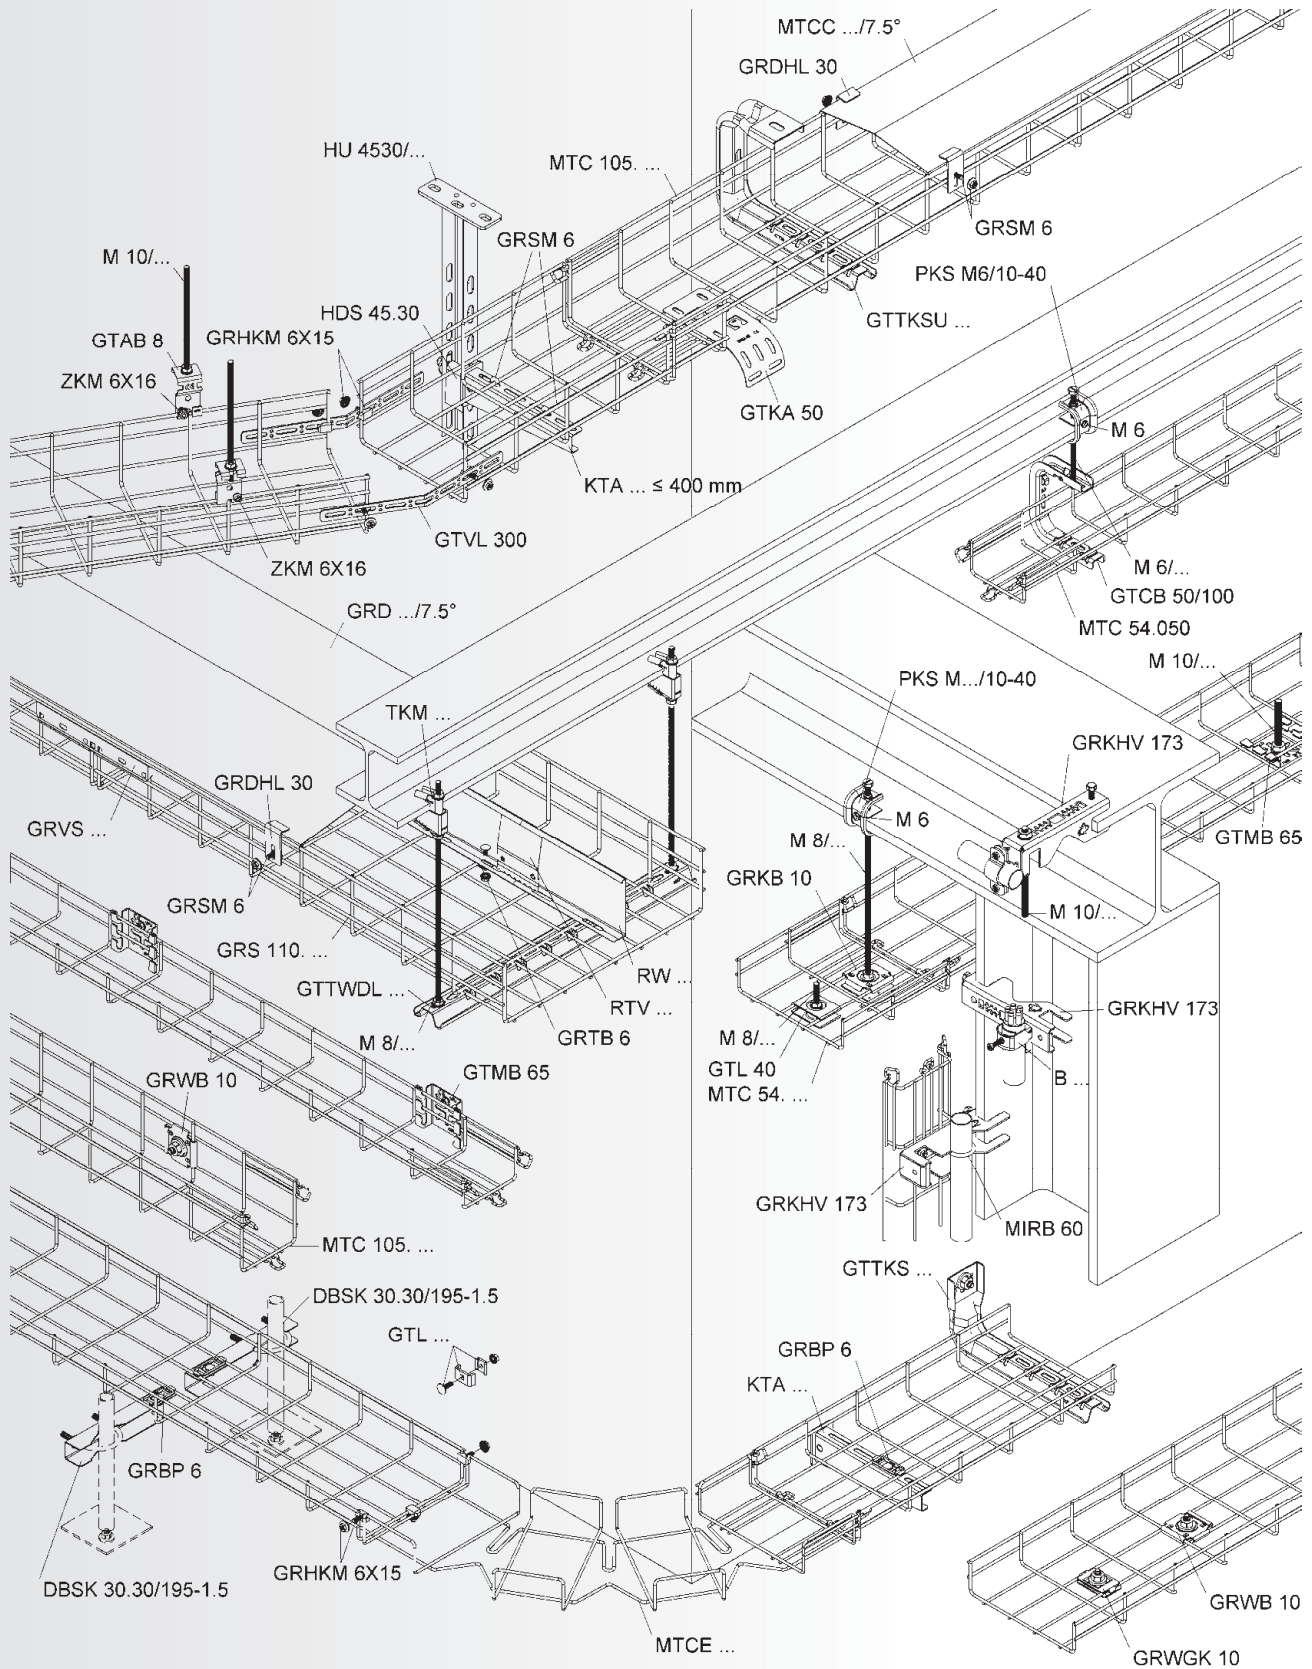 MTCC .../7.5°
GRDHL 30
HU 4530/...
MTC 105. ...
GRSM 6
GRSM 6
M 10/...
PKS M6/10-40
HDS 45.30
GTTKSU ...
GTAB 8
GRHKM 6X15
ZKM 6X16
GTKA 50
M 6
KTA ... ≤ 400 mm
GTVL 300
ZKM 6X16
M 6/...
GTCB 50/100
GRD .../7.5°
MTC 54.050
M 10/...
PKS M.../10-40
TKM ...
GRKHV 173
GRDHL 30
GRVS ...
M 6
GTMB 65
M 8/...
GRKB 10
GRSM 6
M 10/...
GRS 110. ...
RW ...
GTTWDL ...
RTV ...
GRKHV 173
M 8/...
GRTB 6
M 8/...
GTL 40
MTC 54. ...
B ...
GRWB 10
GTMB 65
GRKHV 173
MIRB 60
MTC 105. ...
GTTKS ...
DBSK 30.30/195-1.5
GTL ...
GRBP 6
KTA ...
GRBP 6
GRHKM 6X15
DBSK 30.30/195-1.5
GRWB 10
MTCE ...
GRWGK 10